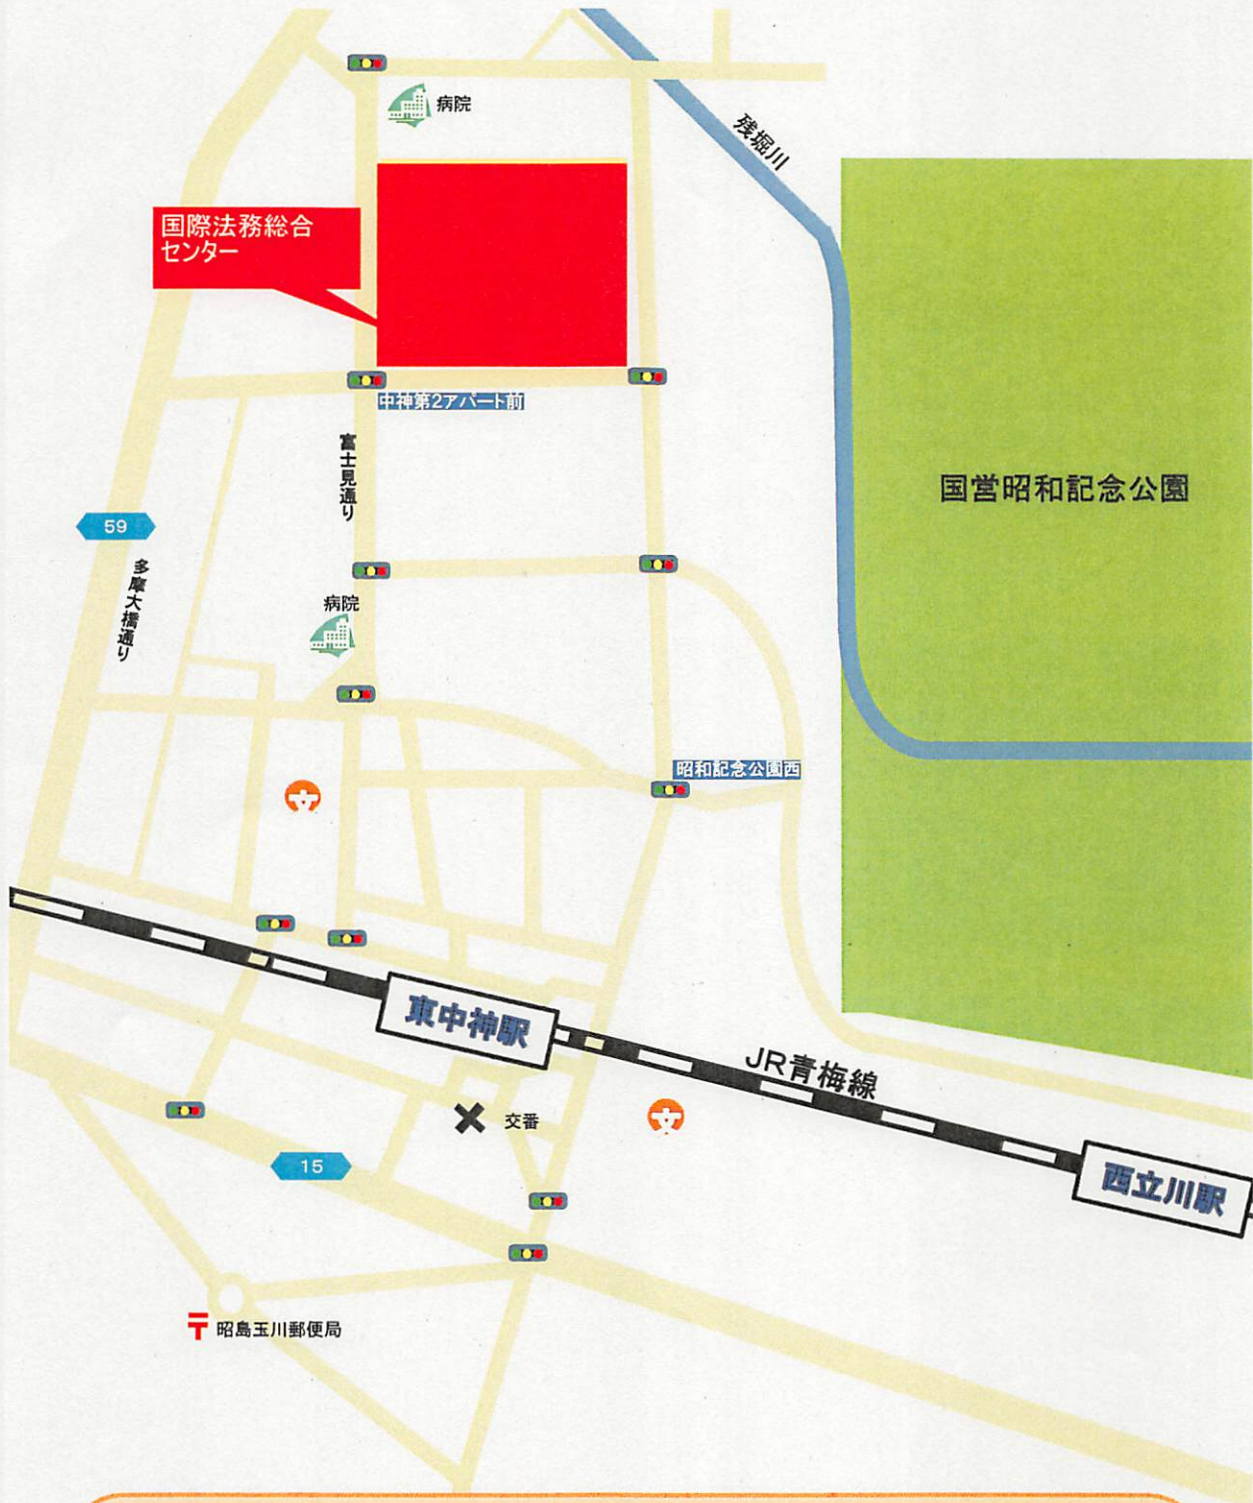 病院
残堀川
国際法務総合
センター
中神第2アパート前
富士見通り
国営昭和記念公園
59
多摩大橋通り
病院
昭和記念公園西
文
東中神駅
JR青梅線
交番
文
15
西立川駅
〒昭島玉川郵便局